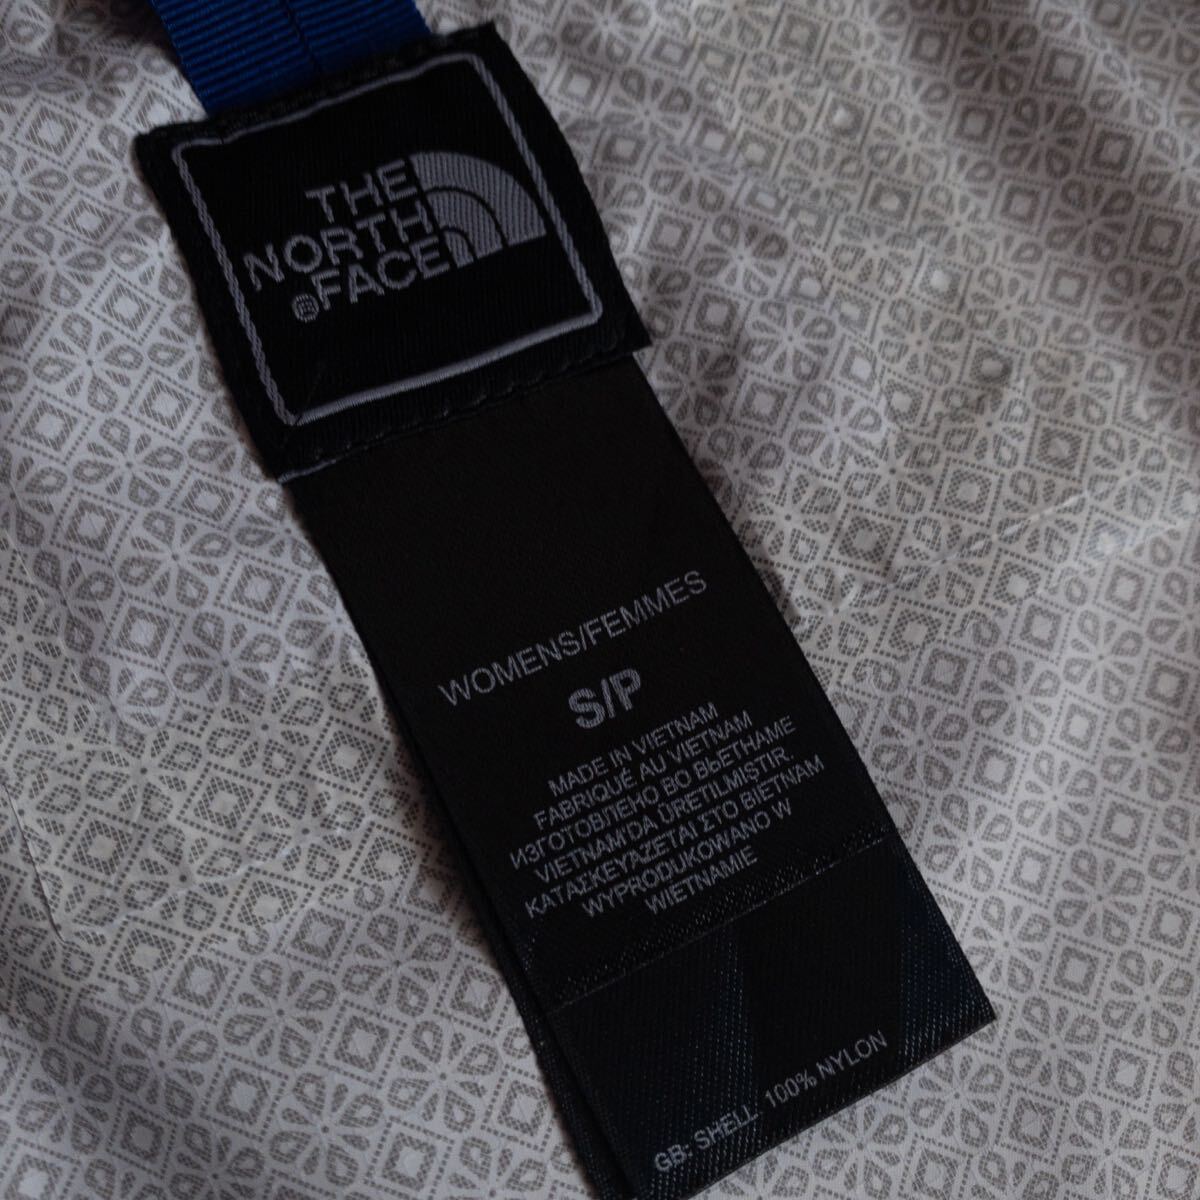 THE
NORTH
FACE®
WOMENS/FEMMES
S/P
MADE IN VIETNAM
FABRIQUÉ AU VIETNAM
ИЗГОТОВЛЕНО ВО ВЬЕТНАМЕ
VIETNAM'DA ÜRETILMIŞTIR.
ΚΑΤΑΣΚΕΥΑΖΕΤΑΙ ΣΤΟ ΒΙΕΤΝΑΜ
WYPRODUKOWANO W
WIETNAMIE
GB: SHELL: 100% NYLON